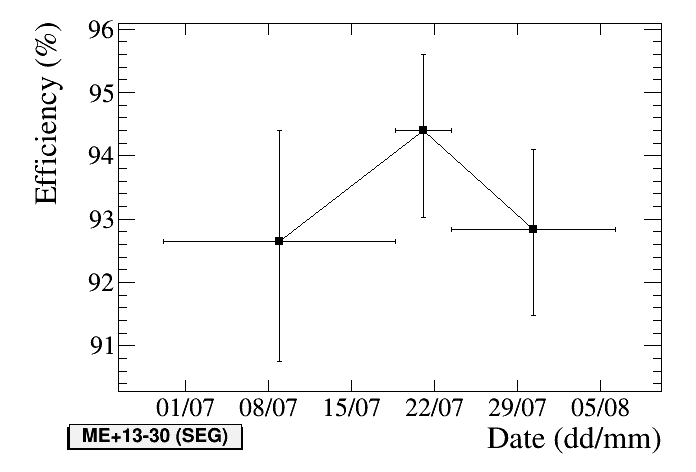 Efficiency (%)
96
95
94
93
92
91
01/07 08/07 15/07 22/07 29/07 05/08
Date (dd/mm)
ME+13-30 (SEG)